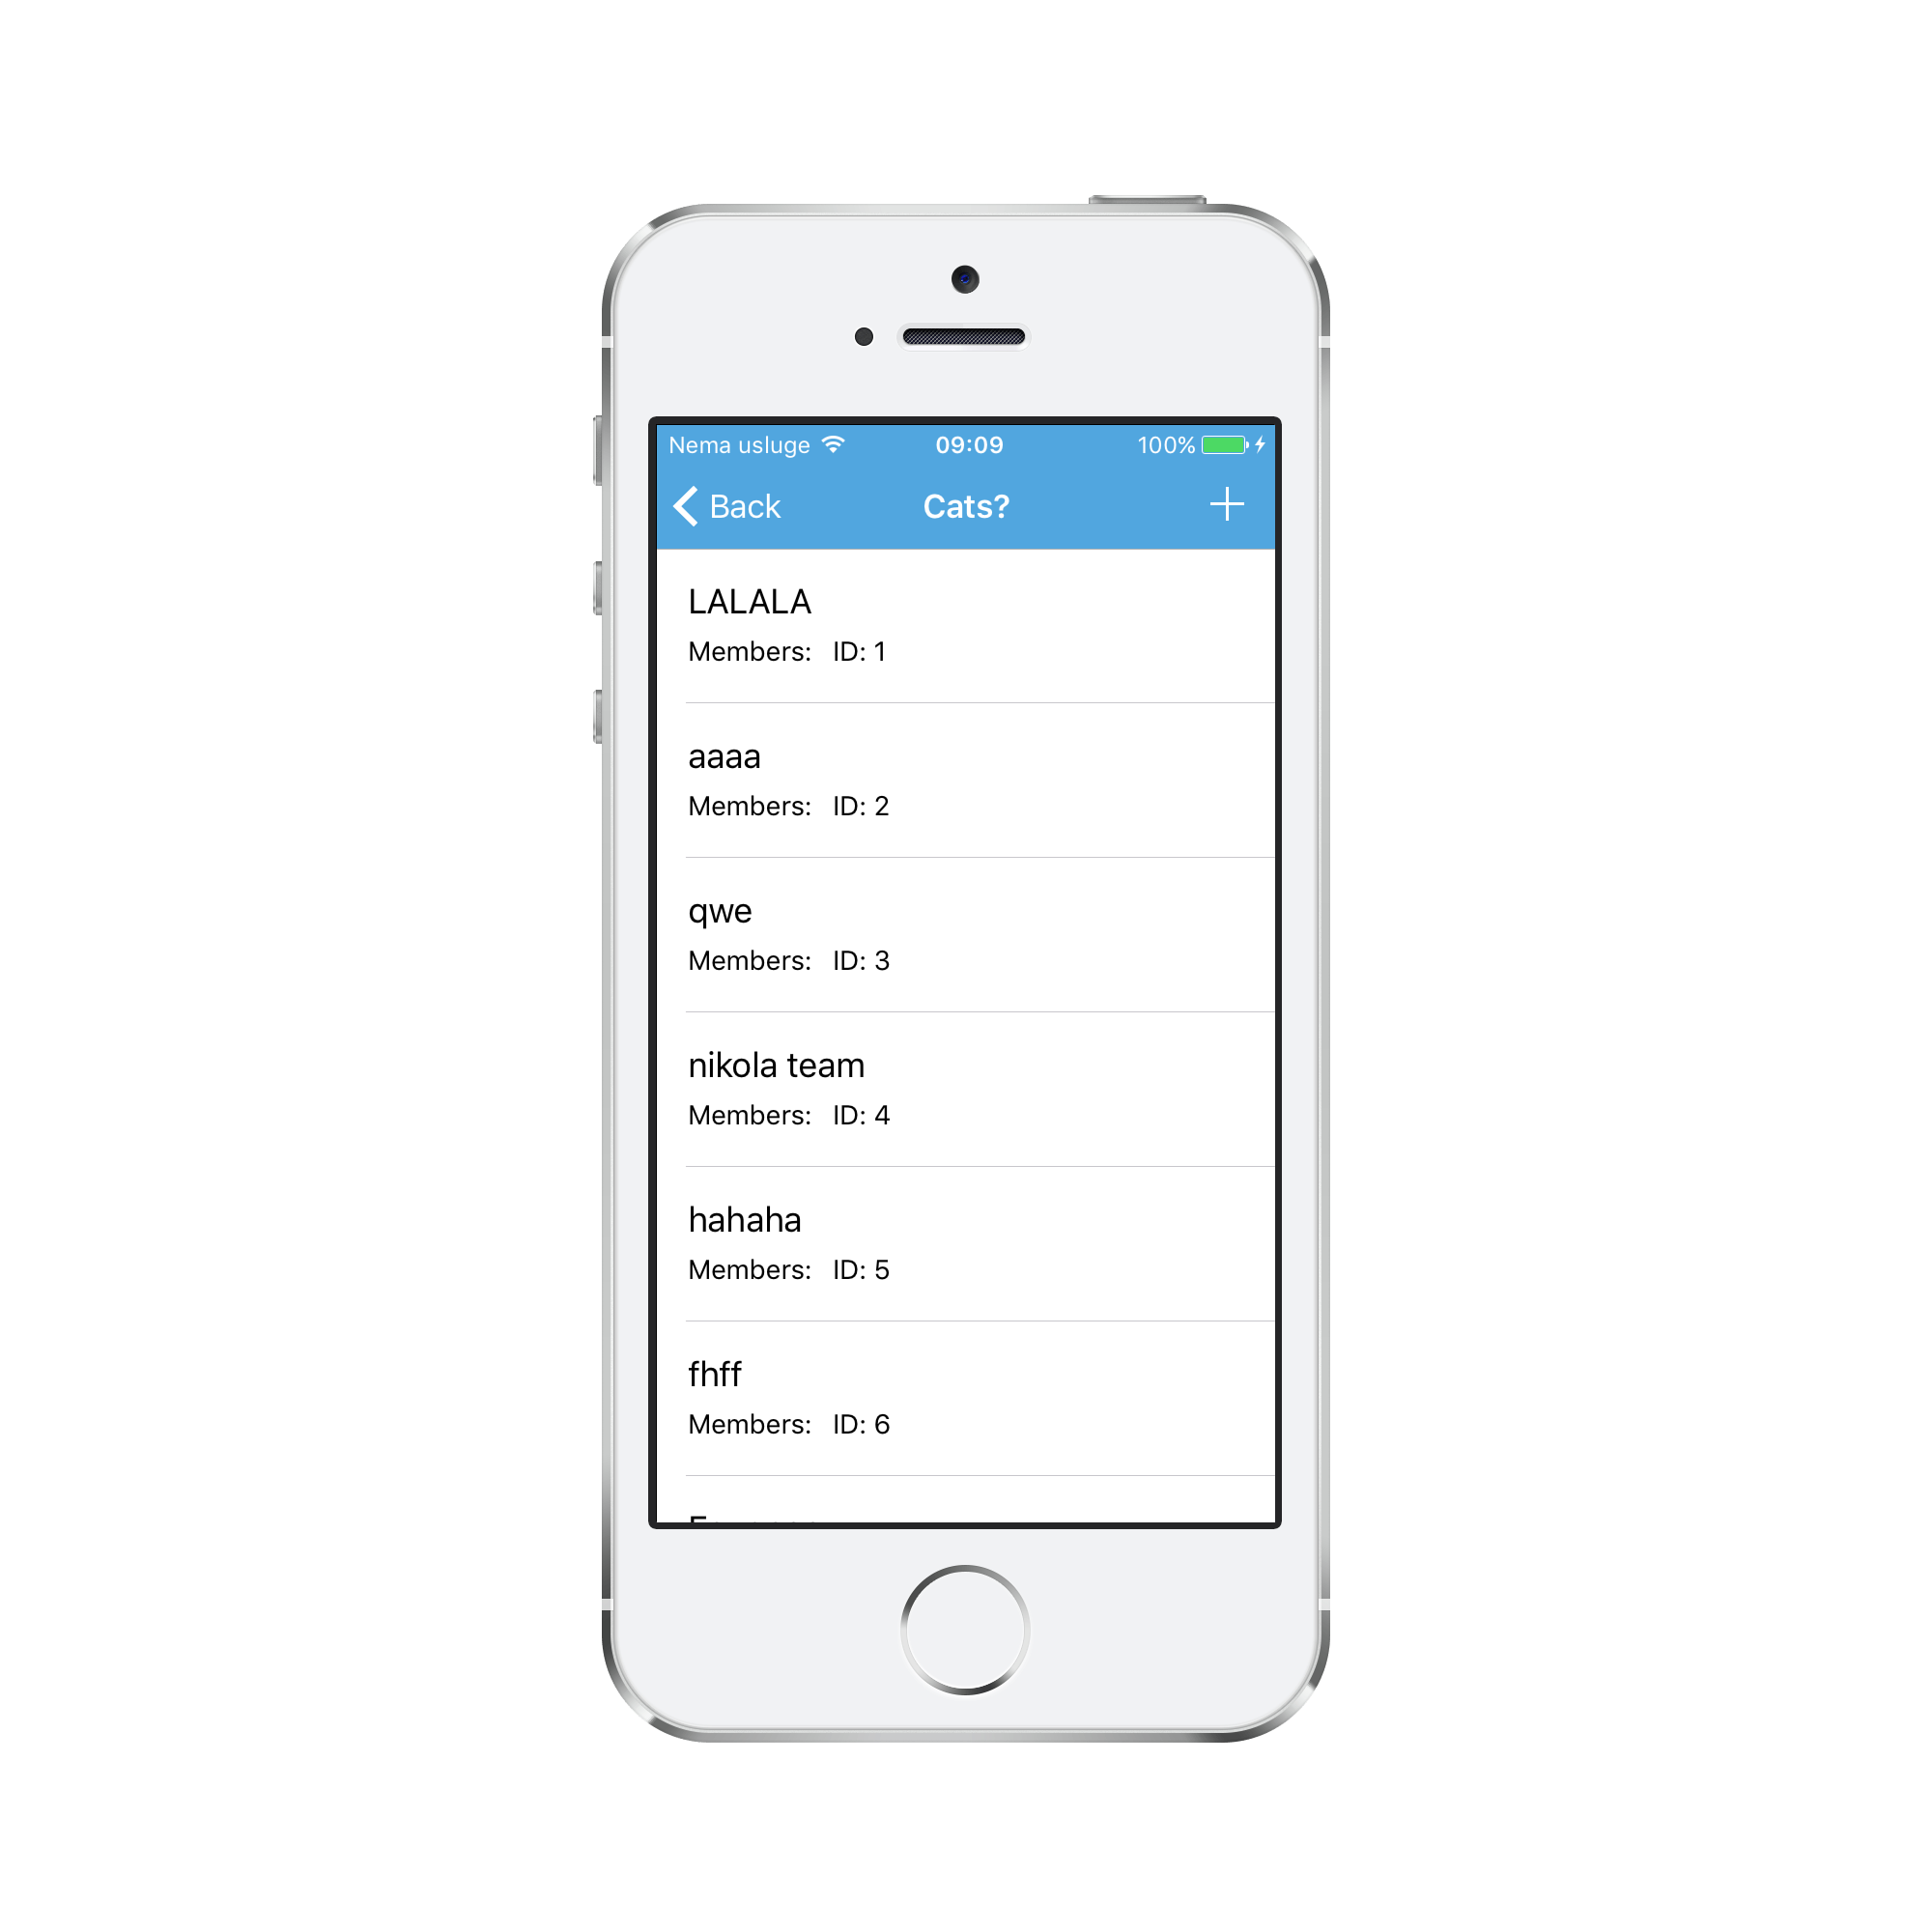 Nema usluge 09:09 100%
Back Cats? +
LALALA
Members: ID: 1
aaaa
Members: ID: 2
qwe
Members: ID: 3
nikola team
Members: ID: 4
hahaha
Members: ID: 5
fhff
Members: ID: 6